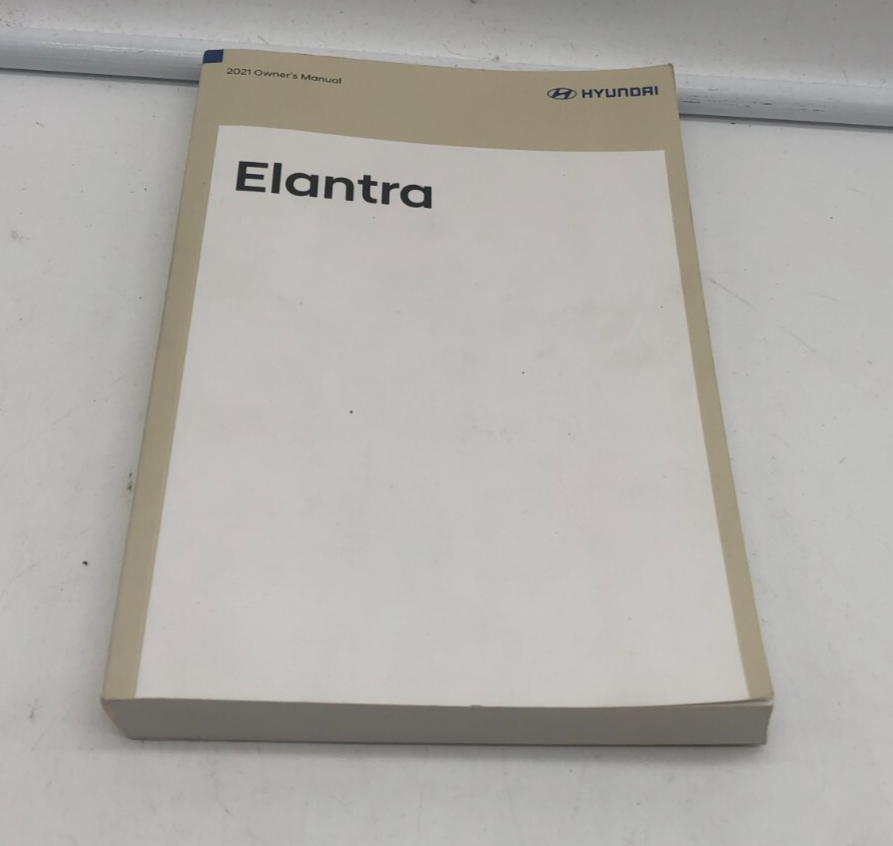 2021 Owner's Manual
HYUNDAI
Elantra